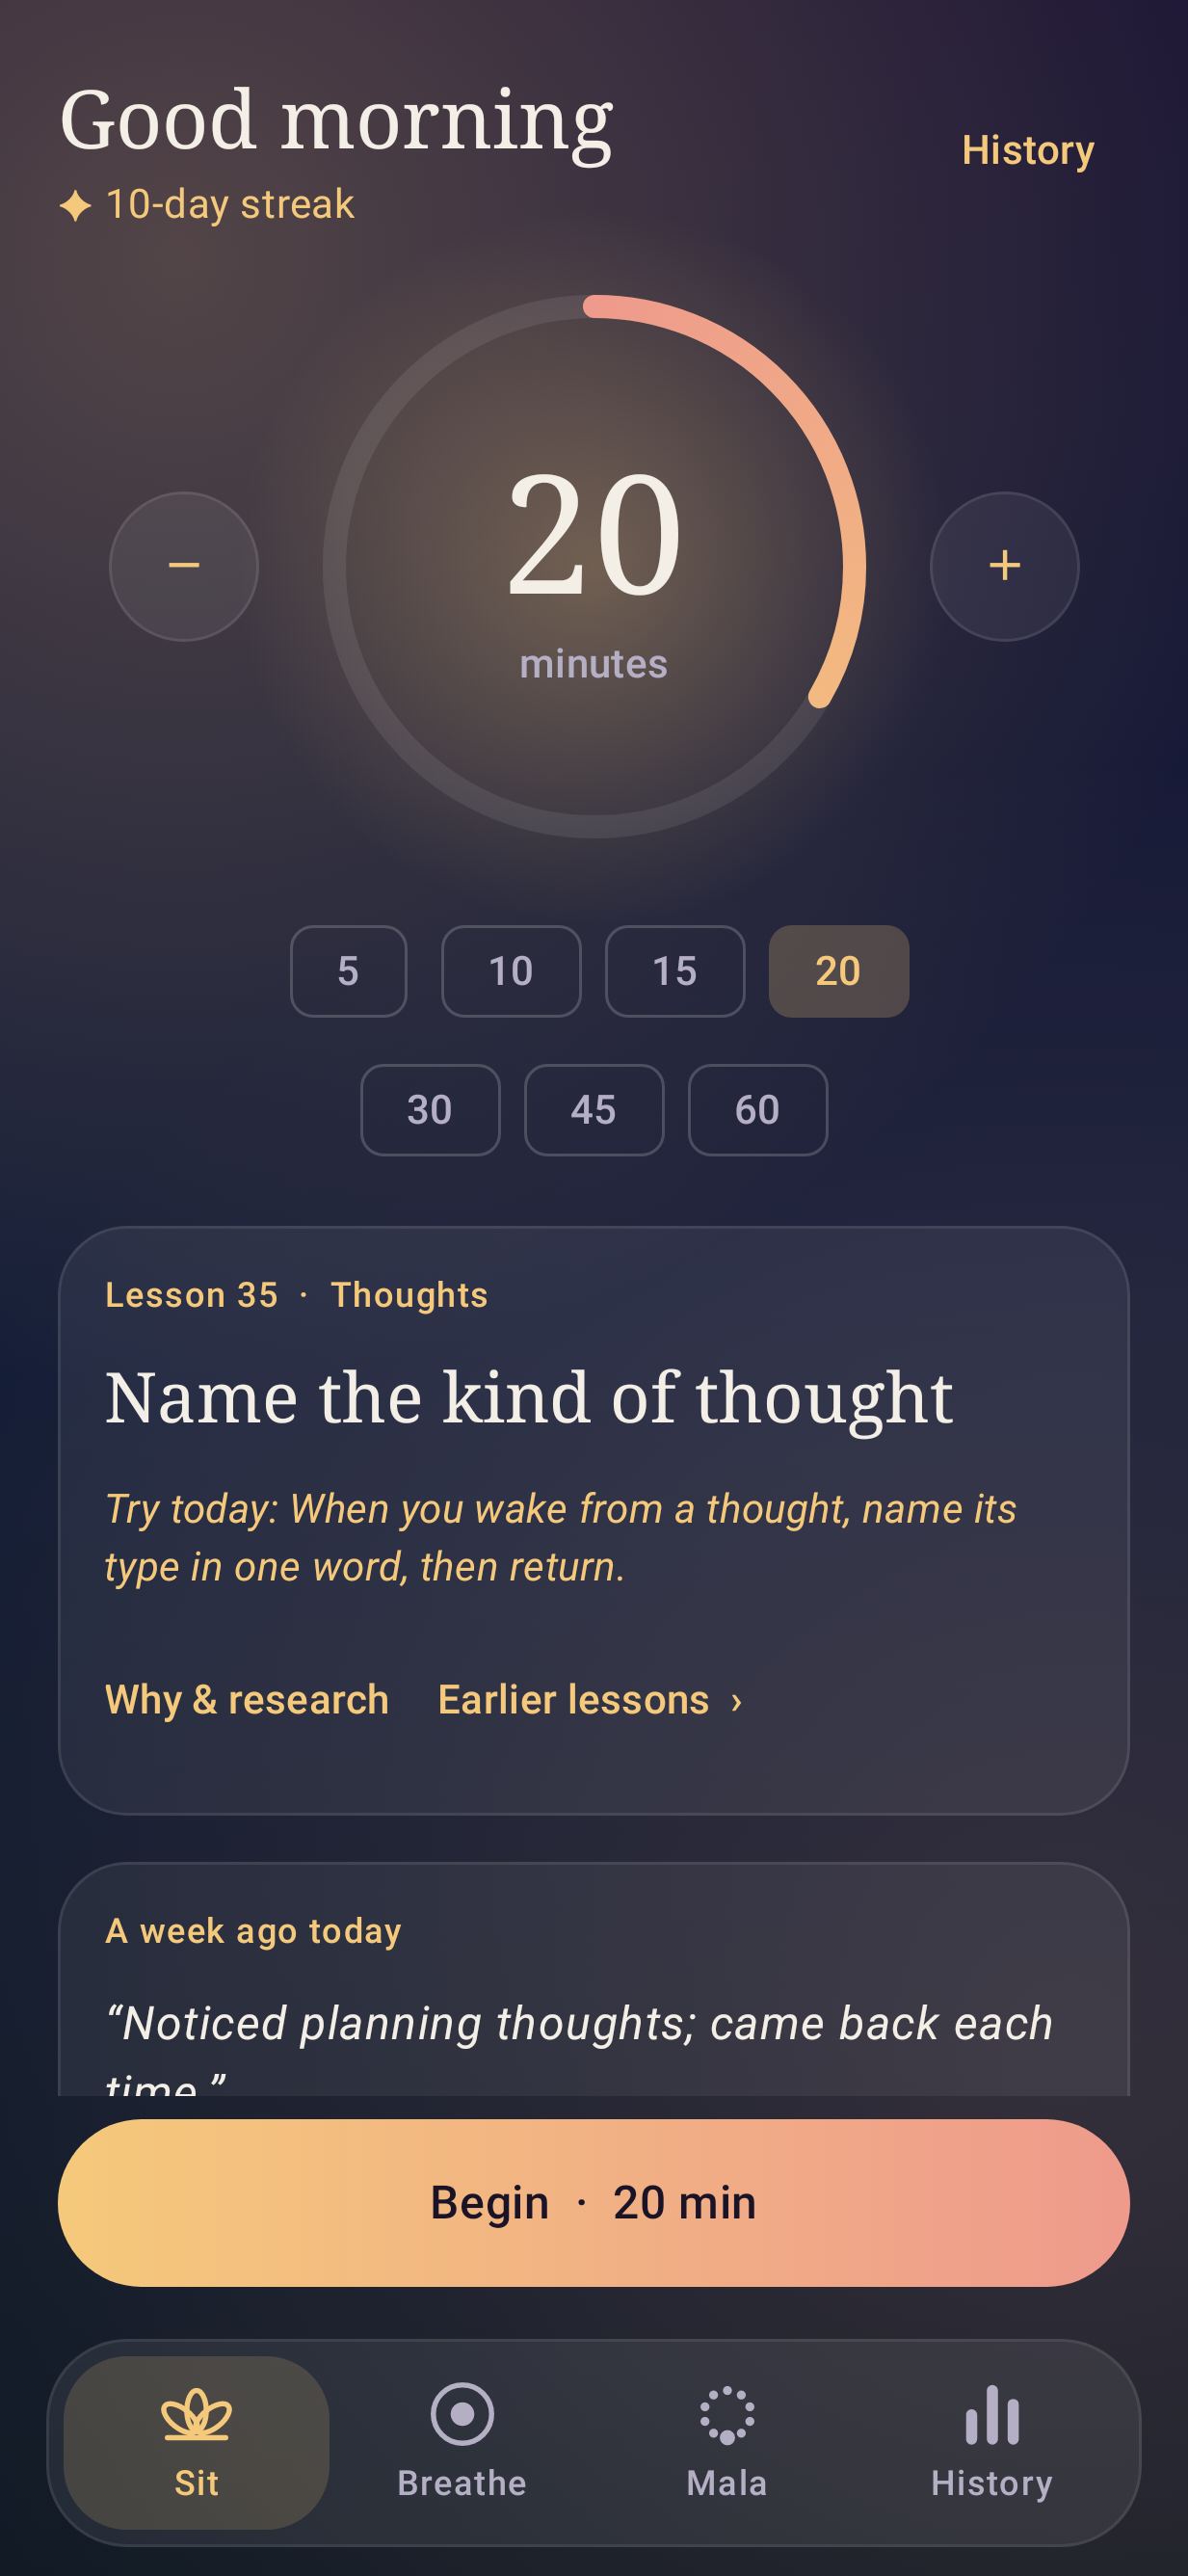 Good morning
History
10-day streak
−
20
+
minutes
5 10 15 20
30 45 60
Lesson 35 · Thoughts
Name the kind of thought
Try today: When you wake from a thought, name its
type in one word, then return.
Why & research Earlier lessons ›
A week ago today
“Noticed planning thoughts; came back each
time.”
Begin · 20 min
Sit Breathe Mala History